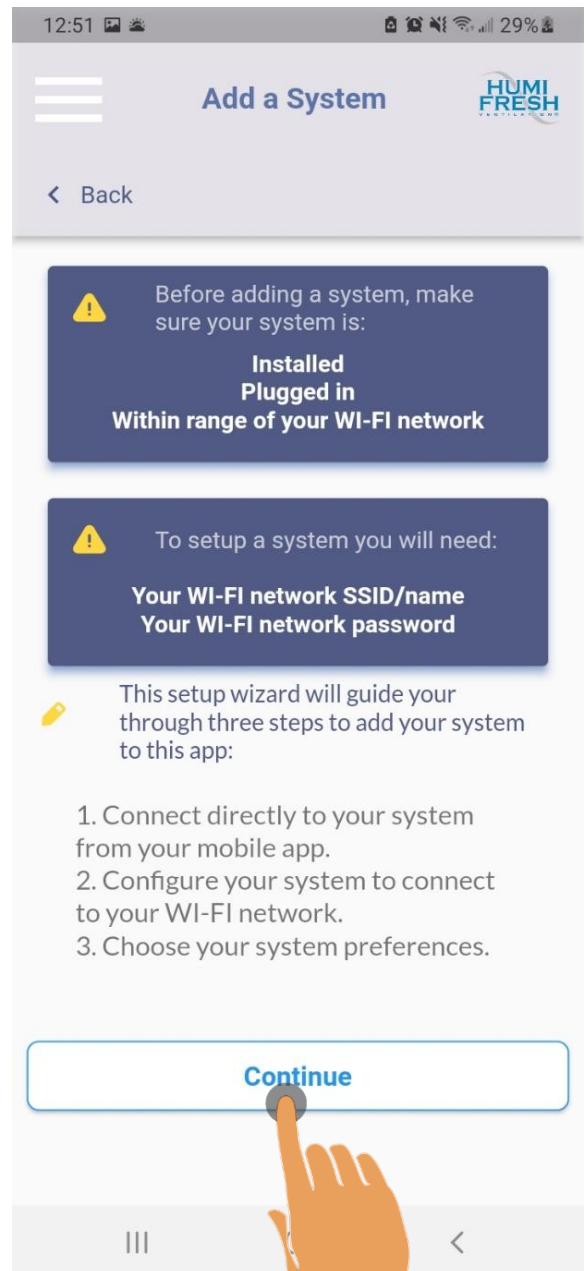 12:51 29%
Add a System
HUMI
FRESH
VENTILATIONS
Back
Before adding a system, make
sure your system is:
Installed
Plugged in
Within range of your WI-FI network
To setup a system you will need:
Your WI-FI network SSID/name
Your WI-FI network password
This setup wizard will guide your
through three steps to add your system
to this app:
1. Connect directly to your system
from your mobile app.
2. Configure your system to connect
to your WI-FI network.
3. Choose your system preferences.
Continue